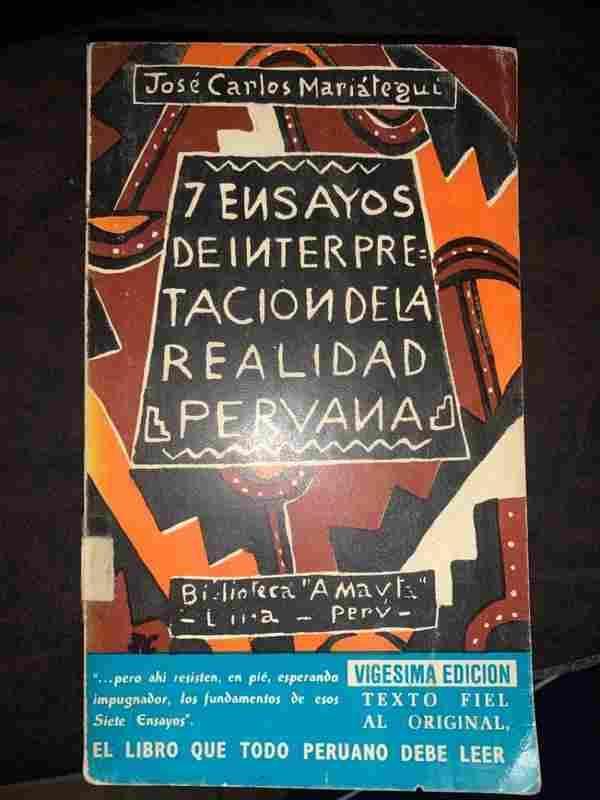 José Carlos Mariátegui
7 ENSAYOS
DE INTERPRE=
TACION DE LA
REALIDAD
PERVANA
Biblioteca "Amavta"
- Lima - Perú -
"...pero ahí resisten, en pié, esperando
impugnador, los fundamentos de esos
Siete Ensayos".
VIGESIMA EDICION
TEXTO FIEL
AL ORIGINAL,
EL LIBRO QUE TODO PERUANO DEBE LEER